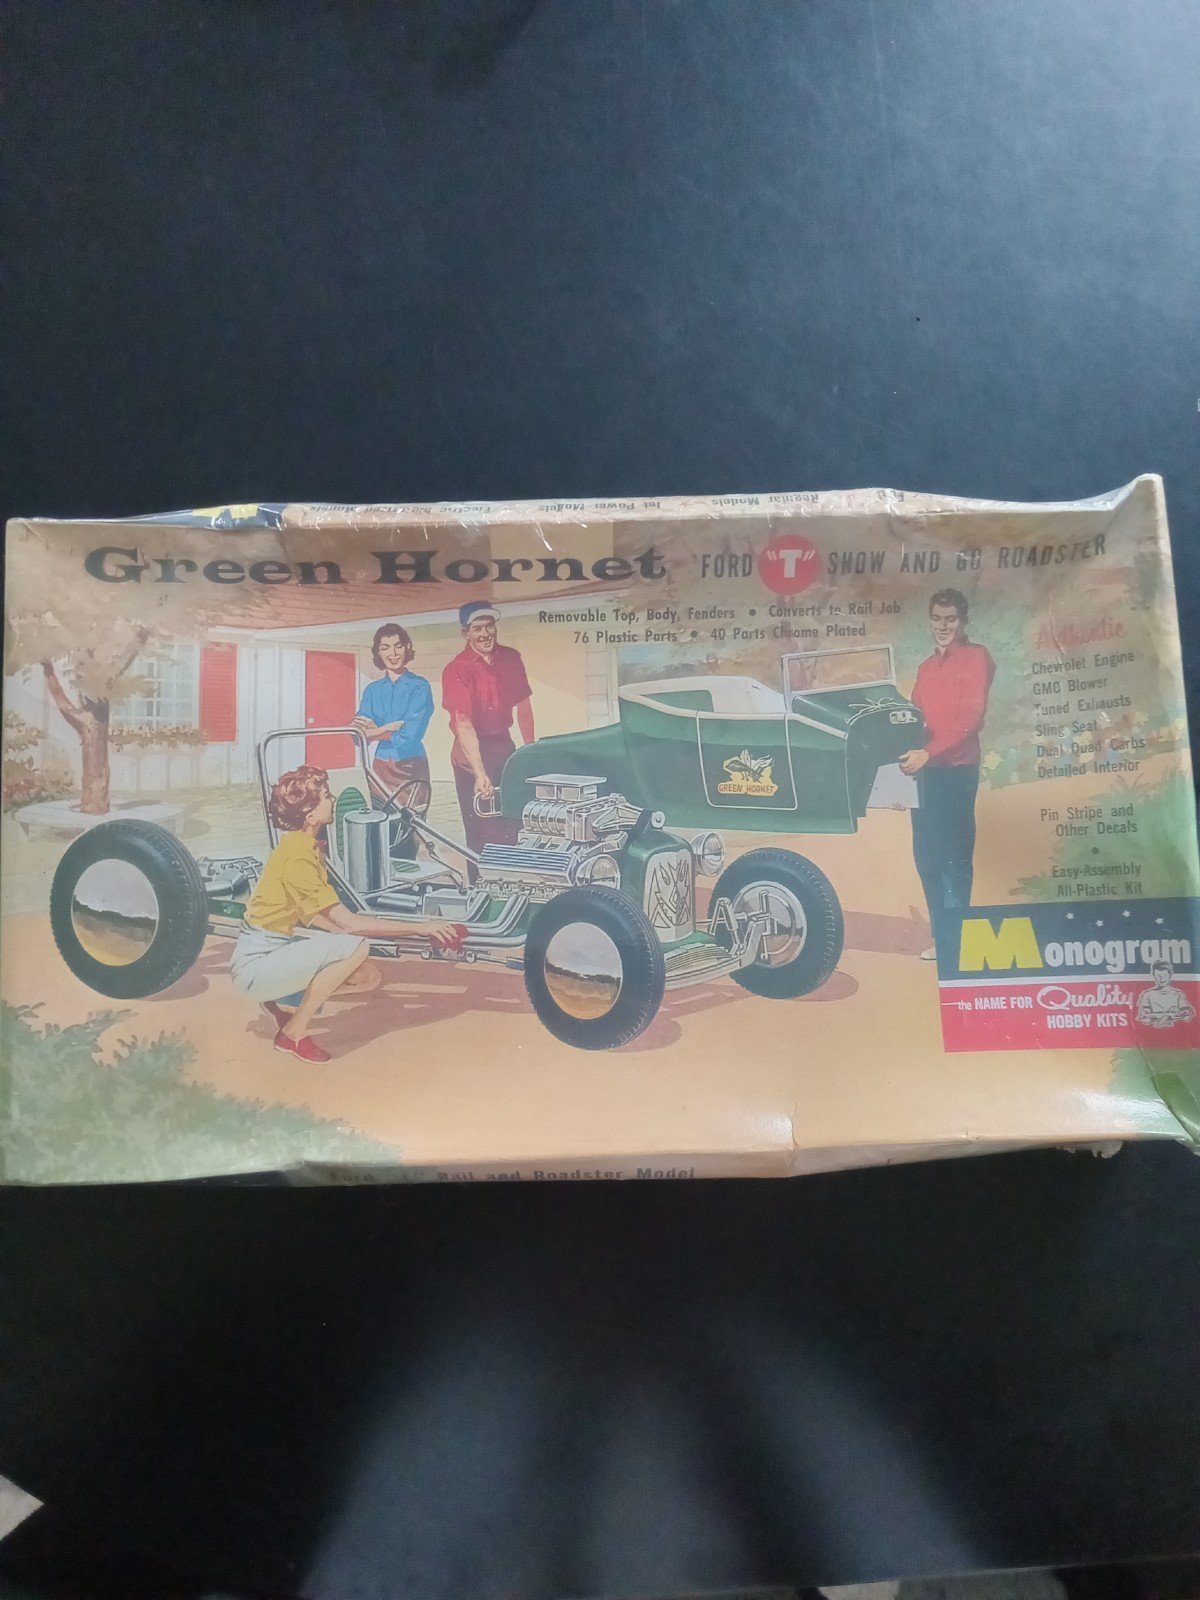 Electric Motorized Models
Jet Power Models
Regular Models
Green Hornet
FORD "T" SHOW AND GO ROADSTER
Removable Top, Body, Fenders • Converts to Rail Job
76 Plastic Parts • 40 Parts Chrome Plated
Authentic
Chevrolet Engine
GMC Blower
Tuned Exhausts
Sling Seat
Dual Quad Carbs
Detailed Interior
Pin Stripe and
Other Decals
•
Easy-Assembly
All-Plastic Kit
GREEN HORNET
Monogram
the NAME FOR Quality
HOBBY KITS
Ford "T" Rail and Roadster Model